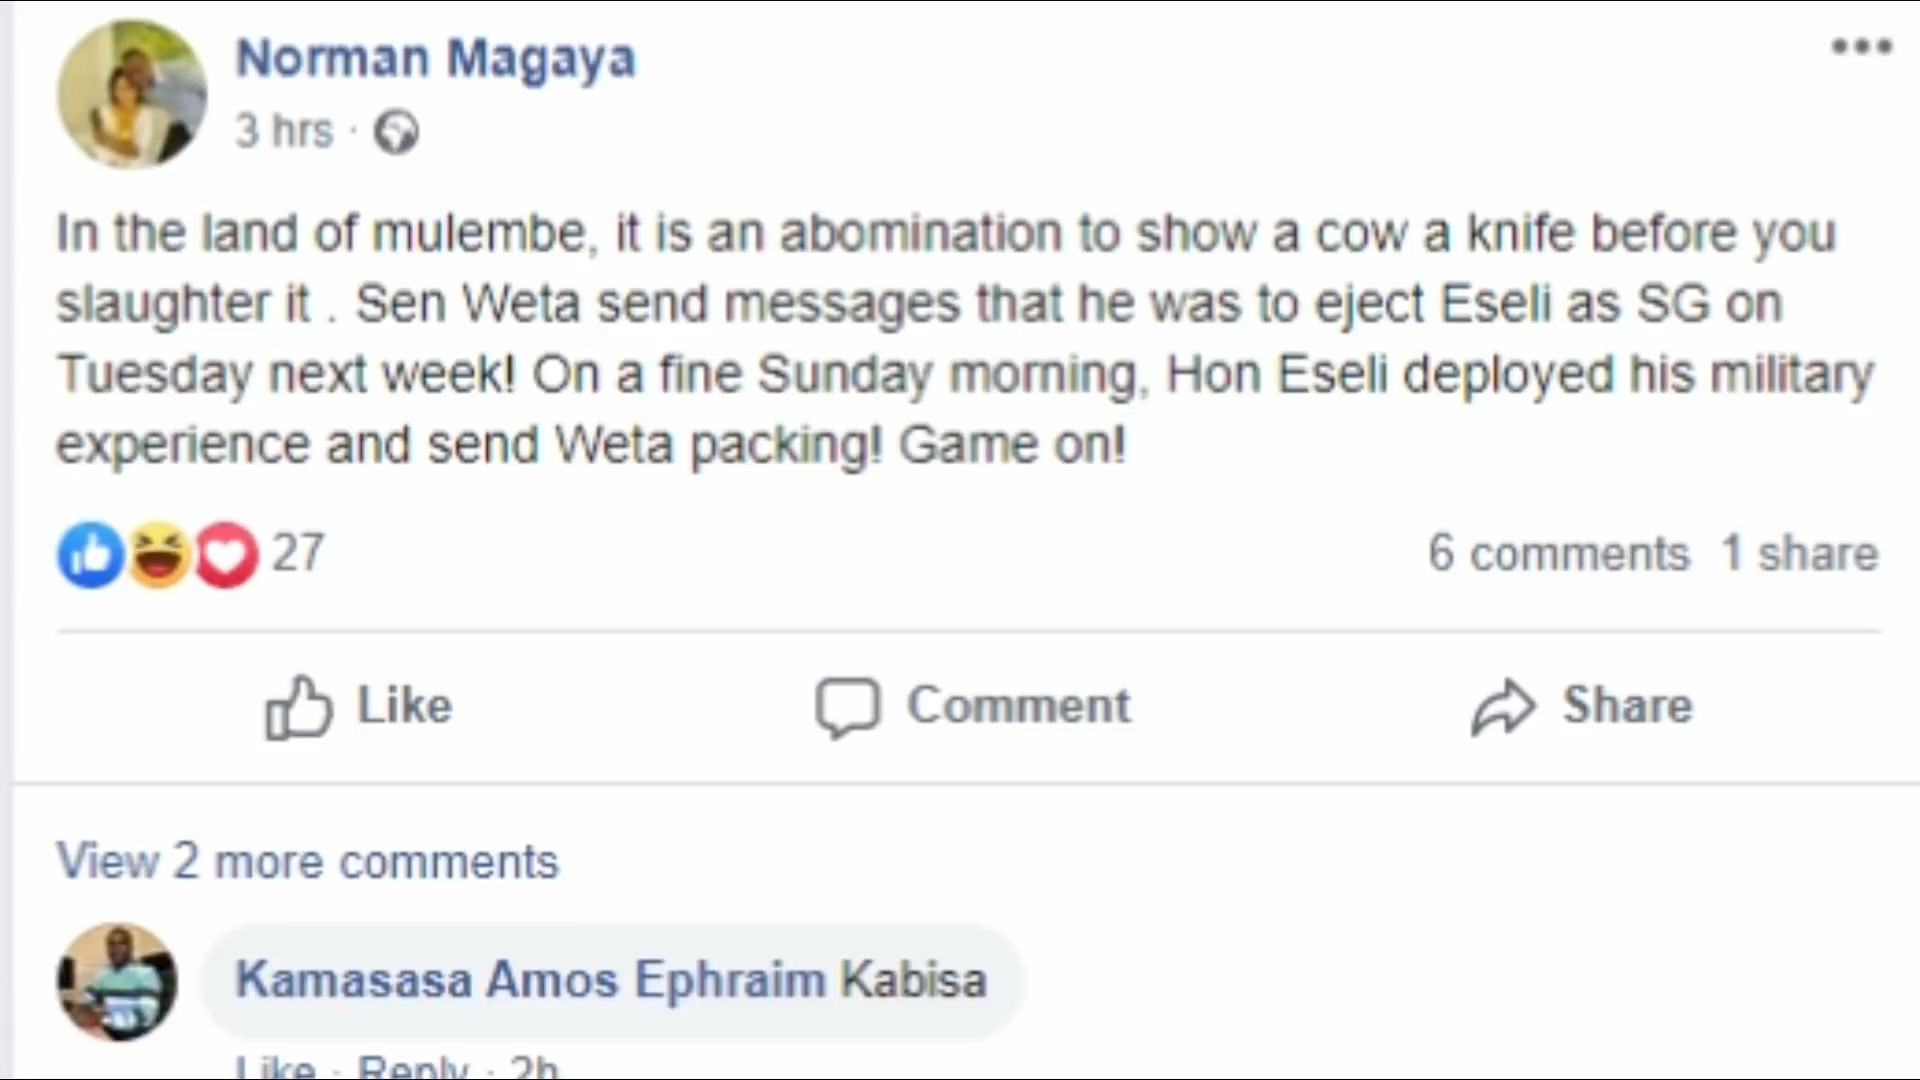 Norman Magaya
3 hrs ·
In the land of mulembe, it is an abomination to show a cow a knife before you
slaughter it . Sen Weta send messages that he was to eject Eseli as SG on
Tuesday next week! On a fine Sunday morning, Hon Eseli deployed his military
experience and send Weta packing! Game on!
27 6 comments 1 share
Like Comment Share
View 2 more comments
Kamasasa Amos Ephraim Kabisa
Like · Reply · 2h